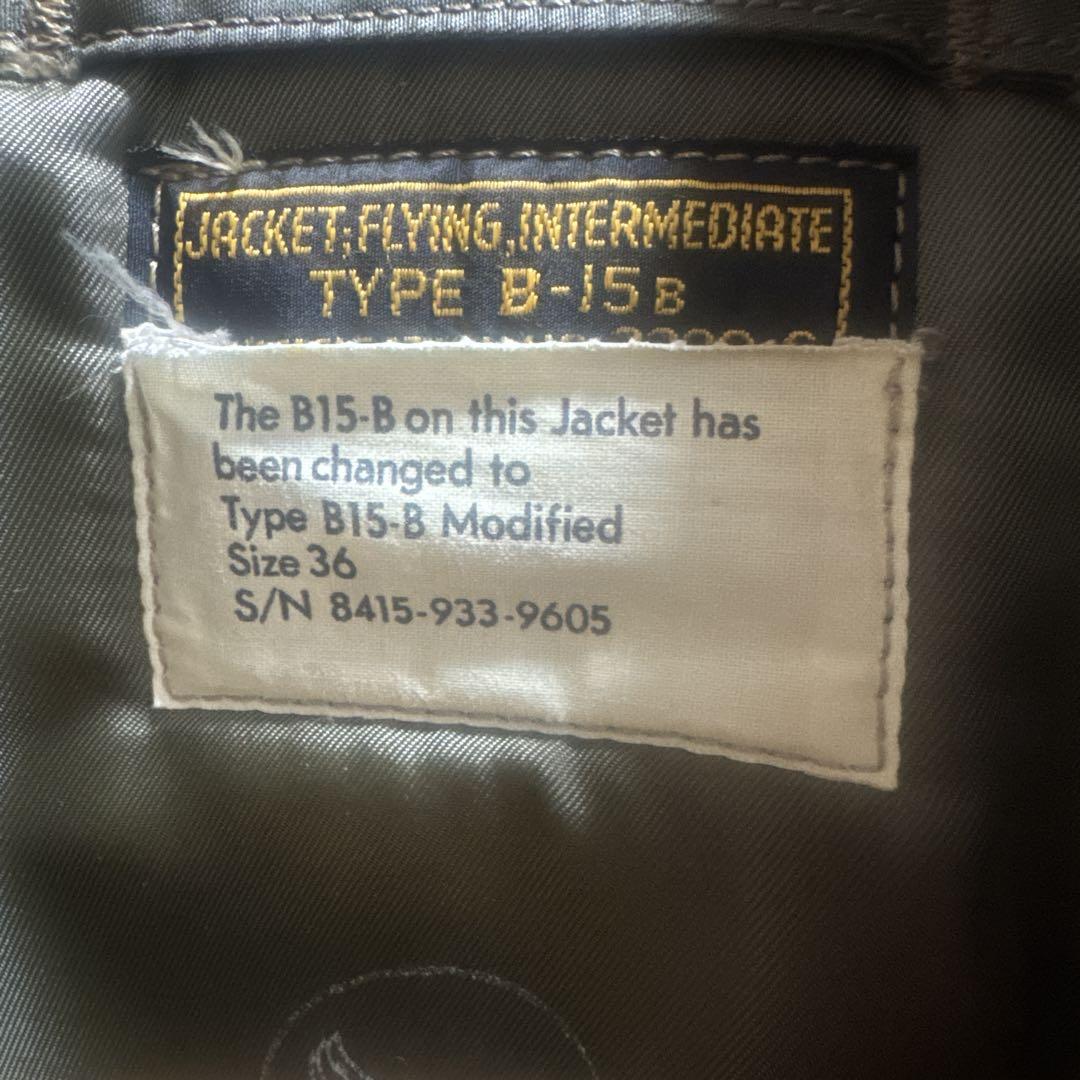 JACKET; FLYING, INTERMEDIATE
TYPE B-15B
The B15-B on this Jacket has
been changed to
Type B15-B Modified
Size 36
S/N 8415-933-9605